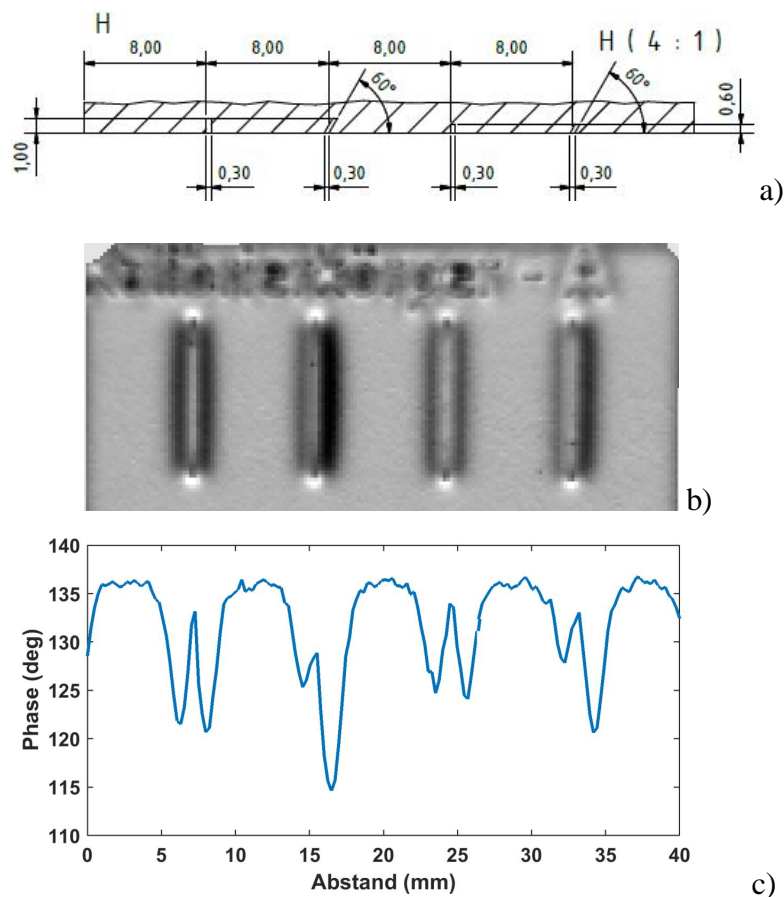 H
8,00 8,00 8,00 8,00
H ( 4 : 1 )
60° 60°
1,00
0,60
0,30 0,30 0,30 0,30
a)
b)
140
135
130
125
120
115
110
Phase (deg)
0 5 10 15 20 25 30 35 40
Abstand (mm)
c)